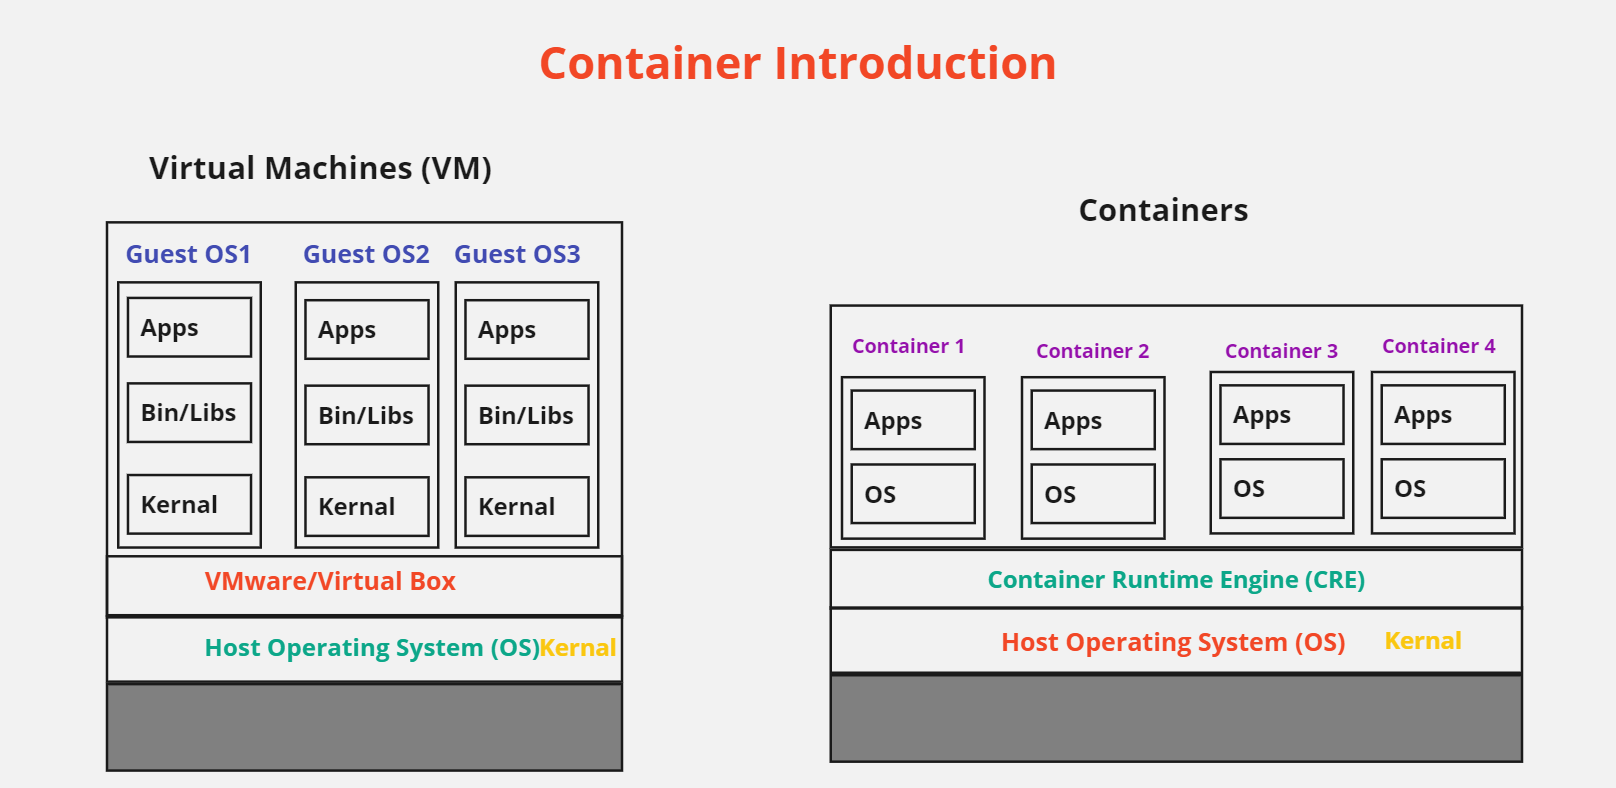 Container Introduction
Virtual Machines (VM)
Guest OS1
Guest OS2
Guest OS3
Apps
Apps
Apps
Bin/Libs
Bin/Libs
Bin/Libs
Kernal
Kernal
Kernal
VMware/Virtual Box
Host Operating System (OS)
Kernal
Containers
Container 1
Container 2
Container 3
Container 4
Apps
Apps
Apps
Apps
OS
OS
OS
OS
Container Runtime Engine (CRE)
Host Operating System (OS)
Kernal